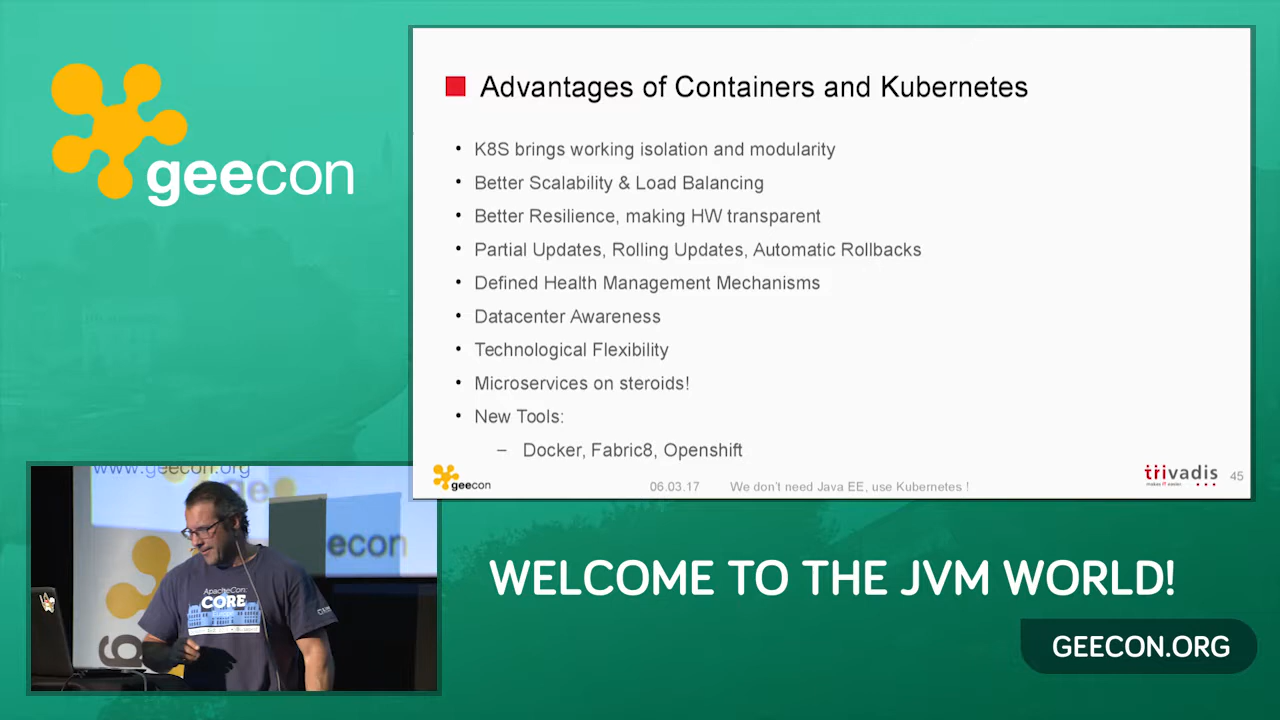 geecon
Advantages of Containers and Kubernetes
• K8S brings working isolation and modularity
• Better Scalability & Load Balancing
• Better Resilience, making HW transparent
• Partial Updates, Rolling Updates, Automatic Rollbacks
• Defined Health Management Mechanisms
• Datacenter Awareness
• Technological Flexibility
• Microservices on steroids!
• New Tools:
– Docker, Fabric8, Openshift
geecon
06.03.17
We don't need Java EE, use Kubernetes !
trivadis
makes IT easier.
45
www.geecon.org
ge
econ
ApacheCon:
CORE
Europe
WELCOME TO THE JVM WORLD!
GEECON.ORG